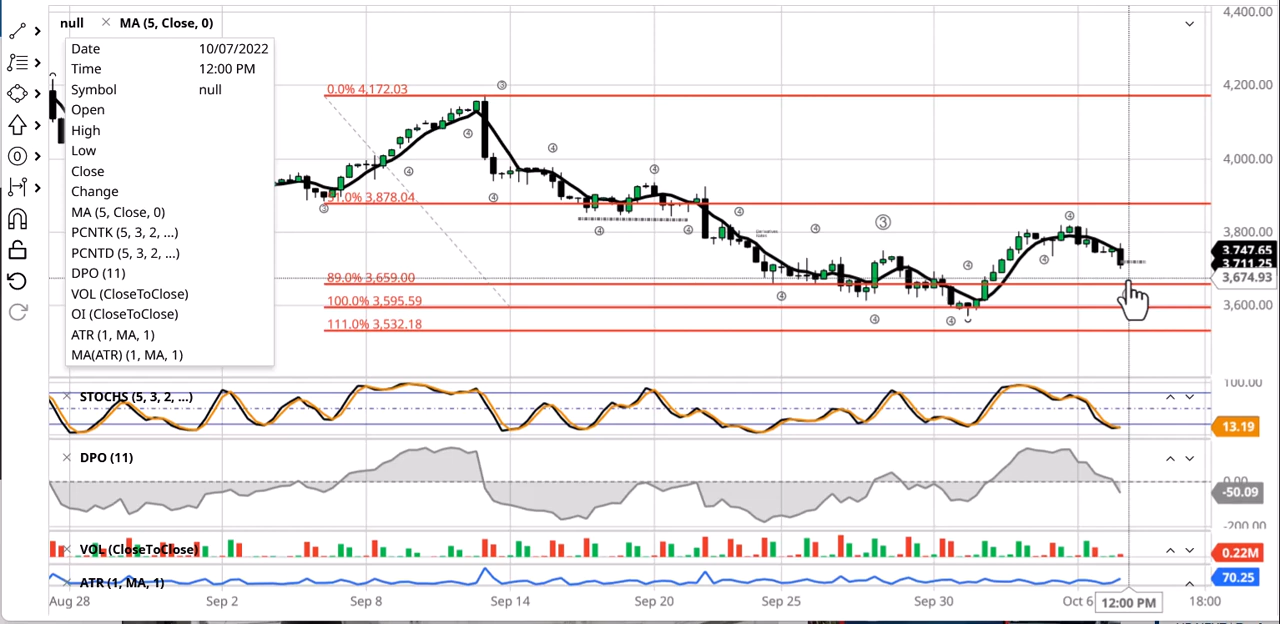 null × MA (5, Close, 0)
Date 10/07/2022
Time 12:00 PM
Symbol null
Open
High
Low
Close
Change
MA (5, Close, 0)
PCNTK (5, 3, 2, ...)
PCNTD (5, 3, 2, ...)
DPO (11)
VOL (CloseToClose)
OI (CloseToClose)
ATR (1, MA, 1)
MA(ATR) (1, MA, 1)
0.0% 4,172.03
51.0% 3,878.04
89.0% 3,659.00
100.0% 3,595.59
111.0% 3,532.18
4,400.00
4,200.00
4,000.00
3,800.00
3.747.65
3.711.25
3,674.93
3,600.00
× STOCHS (5, 3, 2, ...)
100.00
13.19
× DPO (11)
0.00
-50.09
-200.00
× VOL (CloseToClose)
0.22M
× ATR (1, MA, 1)
70.25
Aug 28 Sep 2 Sep 8 Sep 14 Sep 20 Sep 25 Sep 30 Oct 6 12:00 PM 18:00